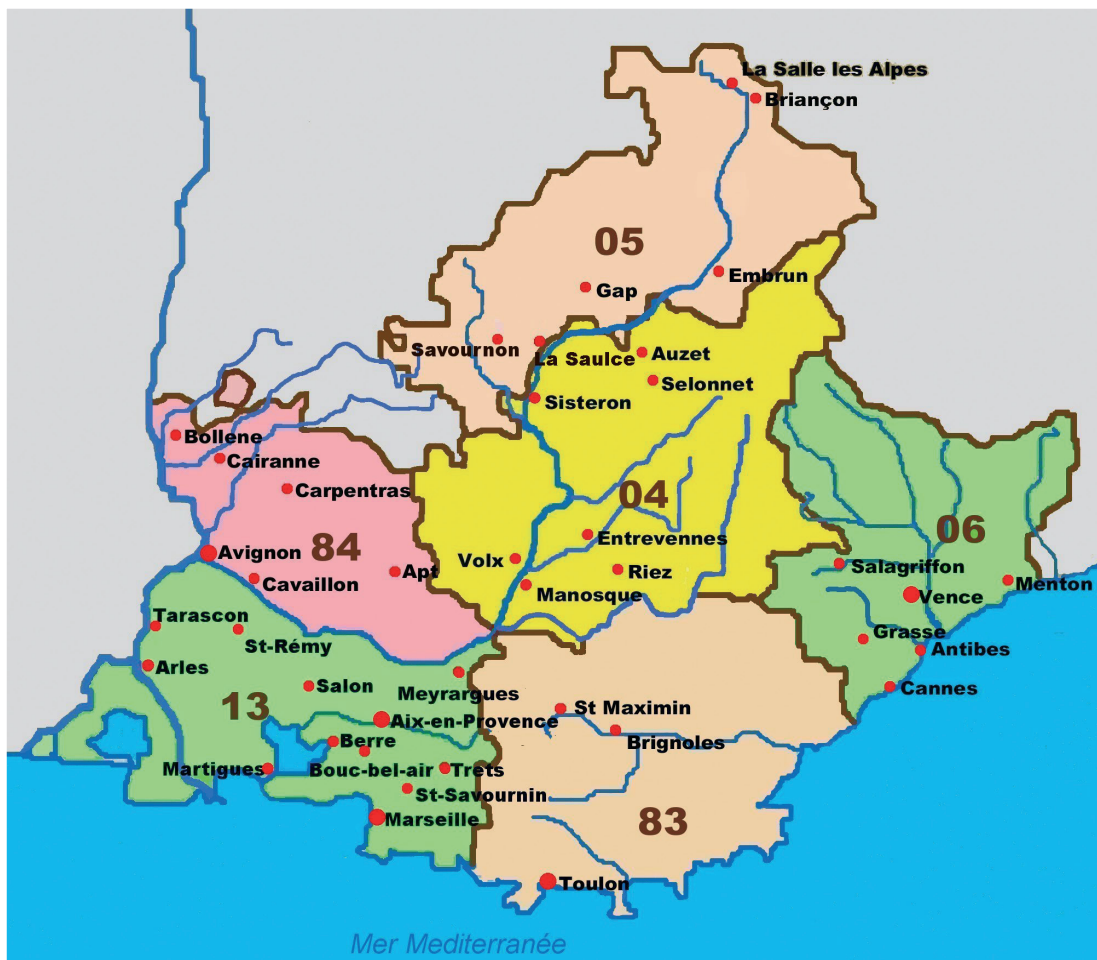 La Salle les Alpes
Briançon
05
Embrun
Gap
Savournon
La Saulce
Auzet
Selonnet
Sisteron
Bollene
Cairanne
Carpentras
04
06
84
Entrevennes
Avignon
Volx
Apt
Riez
Salagriffon
Cavaillon
Manosque
Vence
Menton
Tarascon
St-Rémy
Grasse
Antibes
Arles
Meyrargues
Salon
Cannes
13
St Maximin
Aix-en-Provence
Brignoles
Berre
Martigues
Bouc-bel-air
Trets
St-Savournin
Marseille
83
Toulon
Mer Mediterranée